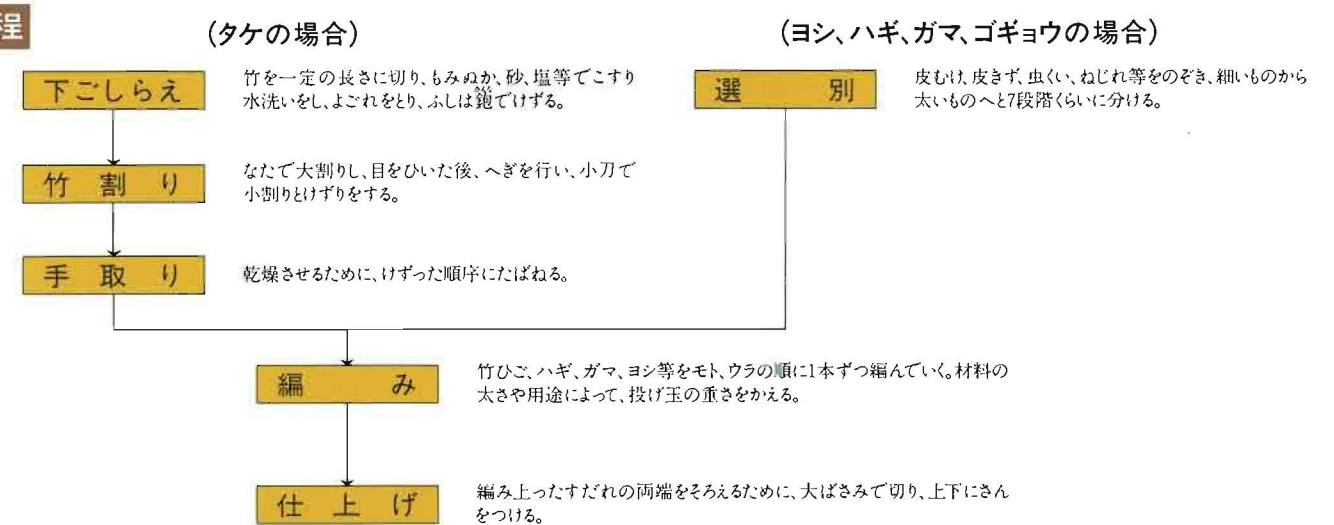 程
(タケの場合)
(ヨシ、ハギ、ガマ、ゴギョウの場合)
下ごしらえ
竹を一定の長さに切り、もみぬか、砂、塩等でこすり
水洗いをし、よごれをとり、ふしは鉋でけずる。
選別
皮むけ、皮きず、虫くい、ねじれ等をのぞき、細いものから
太いものへと7段階くらいに分ける。
竹割り
なたで大割りし、目をひいた後、へぎを行い、小刀で
小割りとけずりをする。
手取り
乾燥させるために、けずった順序にたばねる。
編み
竹ひご、ハギ、ガマ、ヨシ等をモト、ウラの順に1本ずつ編んでいく。材料の
太さや用途によって、投げ玉の重さをかえる。
仕上げ
編み上ったすだれの両端をそろえるために、大ばさみで切り、上下にさん
をつける。